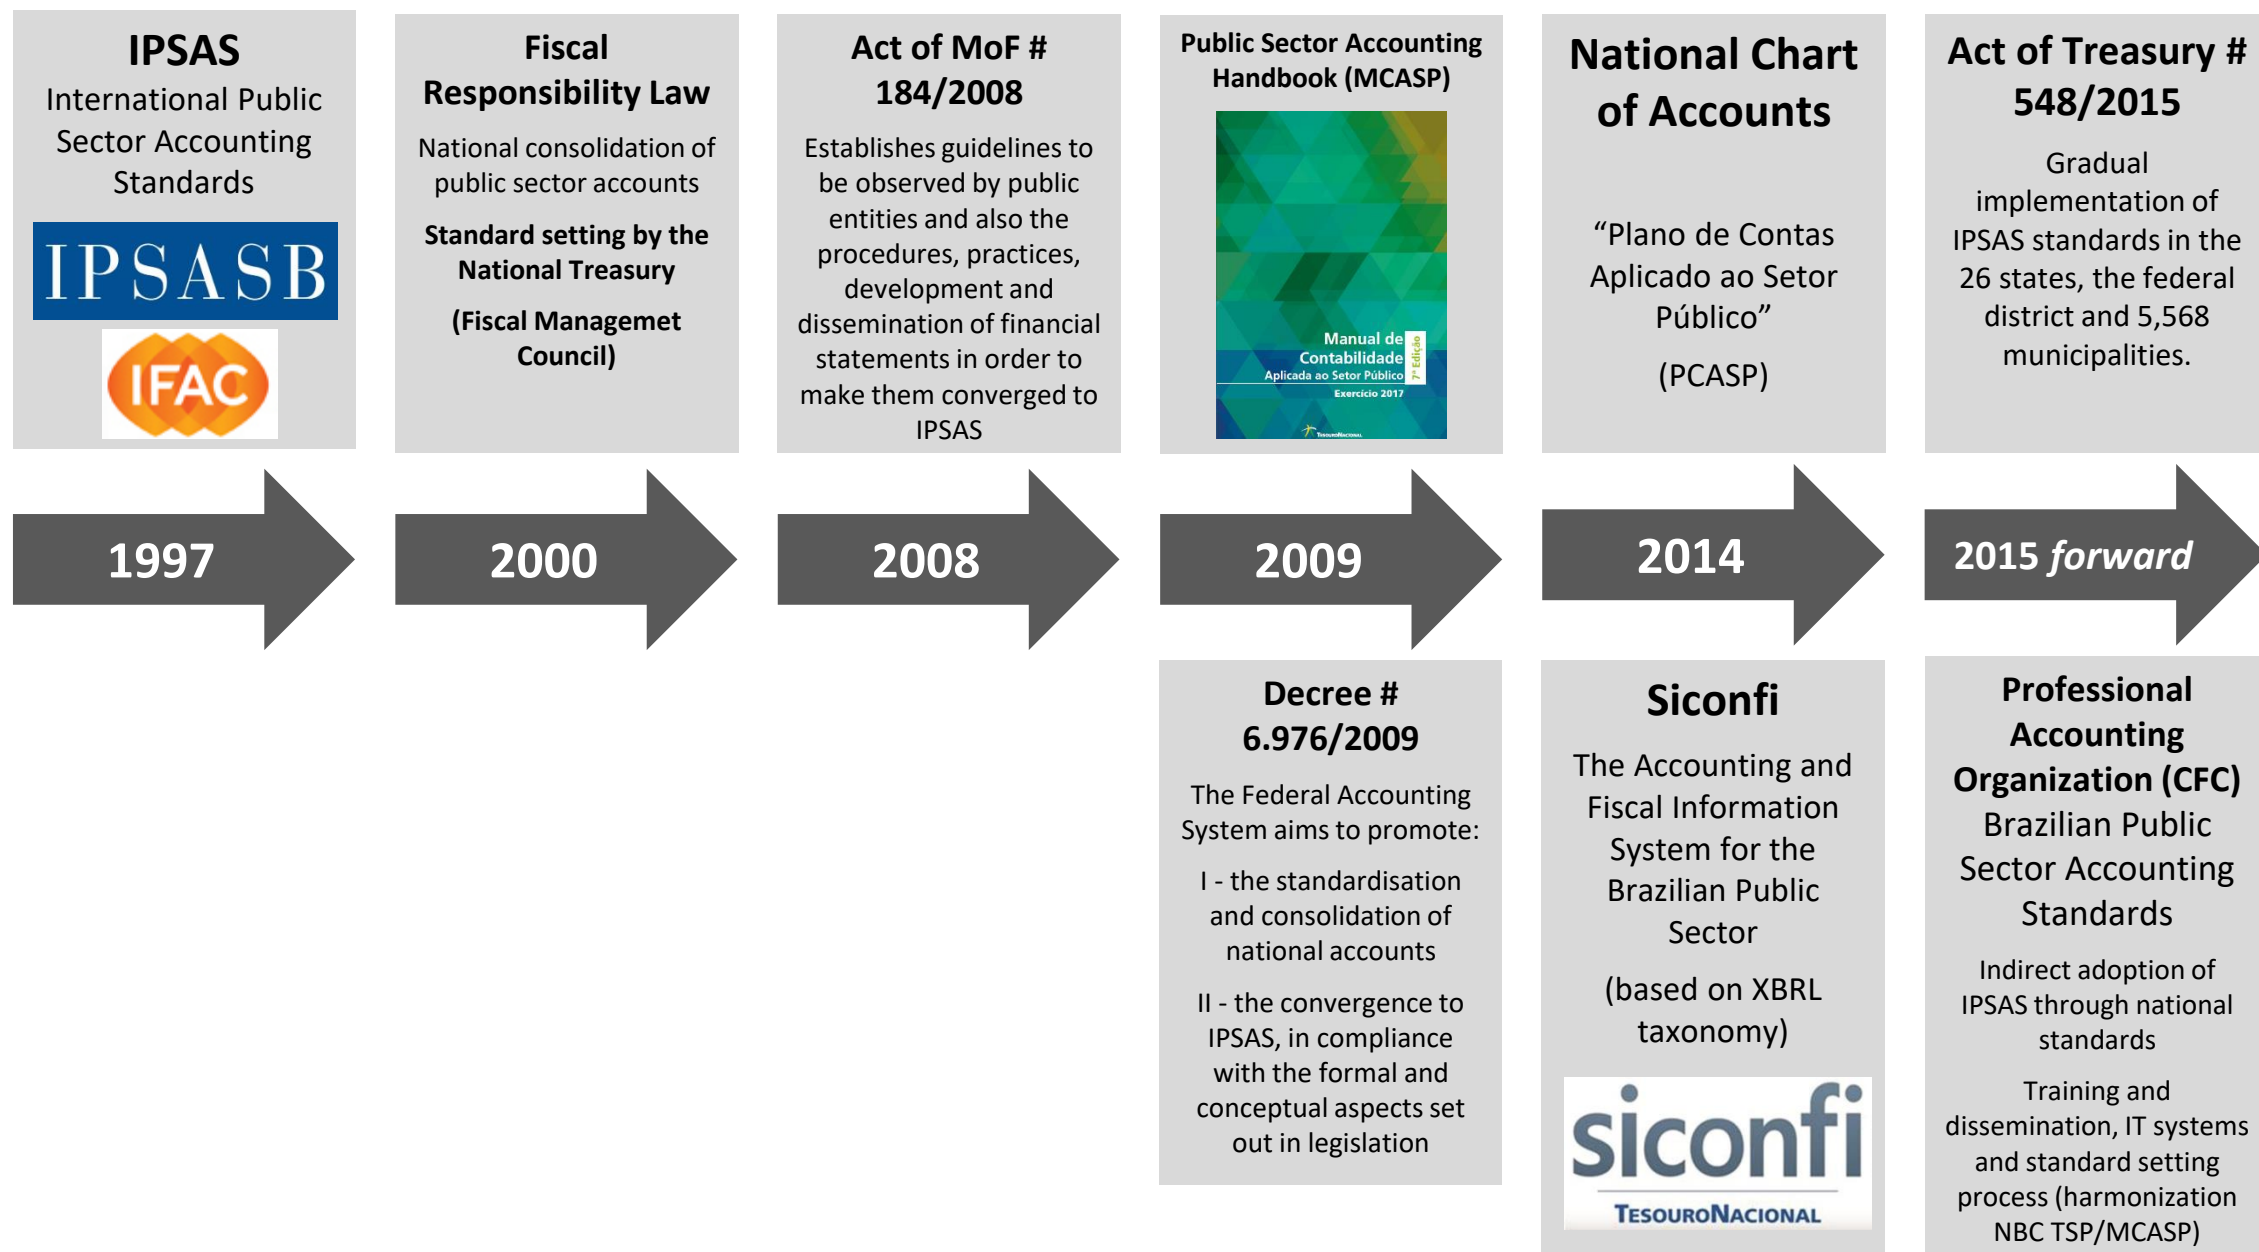 IPSAS
International Public
Sector Accounting
Standards
IPSASB
IFAC
Fiscal
Responsibility Law
National consolidation of
public sector accounts
Standard setting by the
National Treasury
(Fiscal Managemet
Council)
Act of MoF #
184/2008
Establishes guidelines to
be observed by public
entities and also the
procedures, practices,
development and
dissemination of financial
statements in order to
make them converged to
IPSAS
Public Sector Accounting
Handbook (MCASP)
Manual de
Contabilidade
Aplicada ao Setor Público
7ª Edição
Exercício 2017
TESOURONACIONAL
National Chart
of Accounts
“Plano de Contas
Aplicado ao Setor
Público”
(PCASP)
Act of Treasury #
548/2015
Gradual
implementation of
IPSAS standards in the
26 states, the federal
district and 5,568
municipalities.
1997
2000
2008
2009
2014
2015 forward
Decree #
6.976/2009
The Federal Accounting
System aims to promote:
I - the standardisation
and consolidation of
national accounts
II - the convergence to
IPSAS, in compliance
with the formal and
conceptual aspects set
out in legislation
Siconfi
The Accounting and
Fiscal Information
System for the
Brazilian Public
Sector
(based on XBRL
taxonomy)
siconfi
TESOURONACIONAL
Professional
Accounting
Organization (CFC)
Brazilian Public
Sector Accounting
Standards
Indirect adoption of
IPSAS through national
standards
Training and
dissemination, IT systems
and standard setting
process (harmonization
NBC TSP/MCASP)